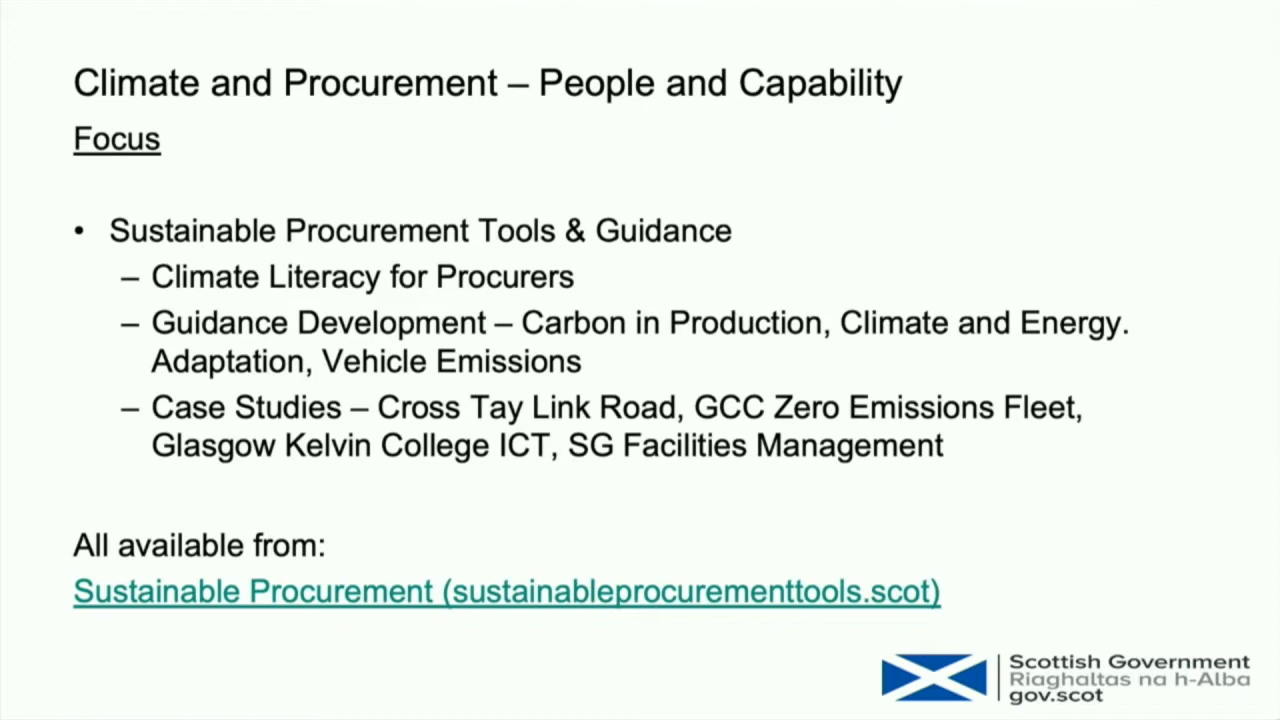 Climate and Procurement – People and Capability
Focus
• Sustainable Procurement Tools & Guidance
– Climate Literacy for Procurers
– Guidance Development – Carbon in Production, Climate and Energy.
Adaptation, Vehicle Emissions
– Case Studies – Cross Tay Link Road, GCC Zero Emissions Fleet,
Glasgow Kelvin College ICT, SG Facilities Management
All available from:
Sustainable Procurement (sustainableprocurementtools.scot)
Scottish Government
Riaghaltas na h-Alba
gov.scot